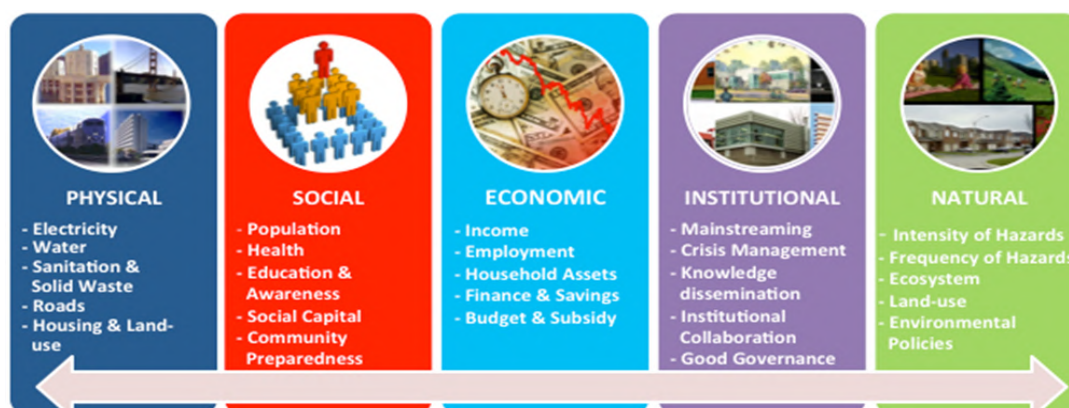 PHYSICAL
- Electricity
- Water
- Sanitation &
Solid Waste
- Roads
- Housing & Land-
use
SOCIAL
- Population
- Health
- Education &
Awareness
- Social Capital
- Community
Preparedness
ECONOMIC
- Income
- Employment
- Household Assets
- Finance & Savings
- Budget & Subsidy
INSTITUTIONAL
- Mainstreaming
- Crisis Management
- Knowledge
dissemination
- Institutional
Collaboration
- Good Governance
NATURAL
- Intensity of Hazards
- Frequency of Hazards
- Ecosystem
- Land-use
- Environmental
Policies